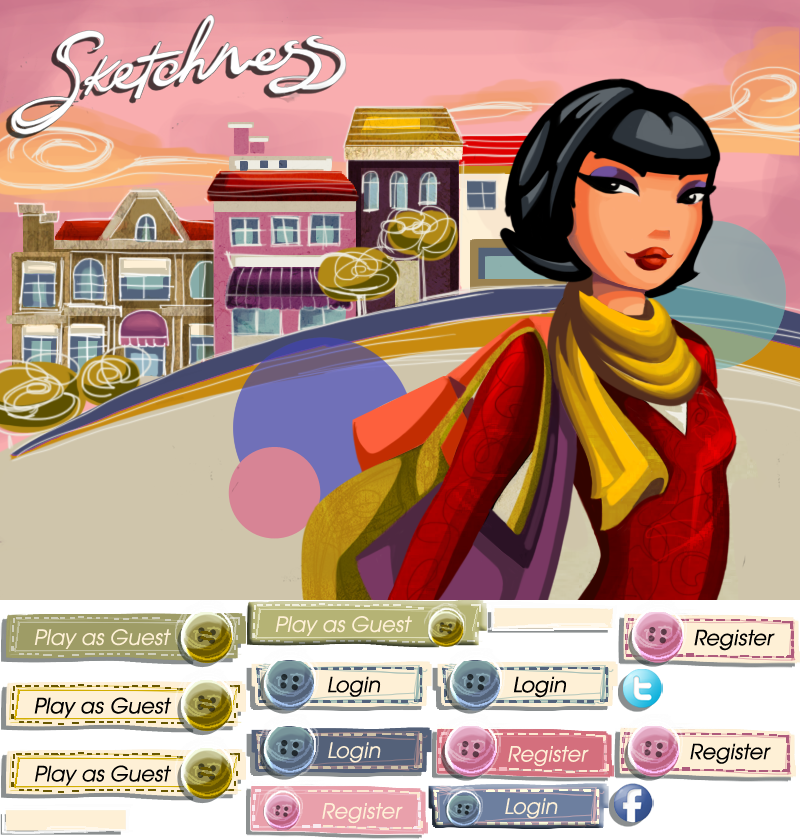 Sketchness
Play as Guest
Play as Guest
Register
Login
Login
Play as Guest
Login
Register
Register
Play as Guest
Register
Login